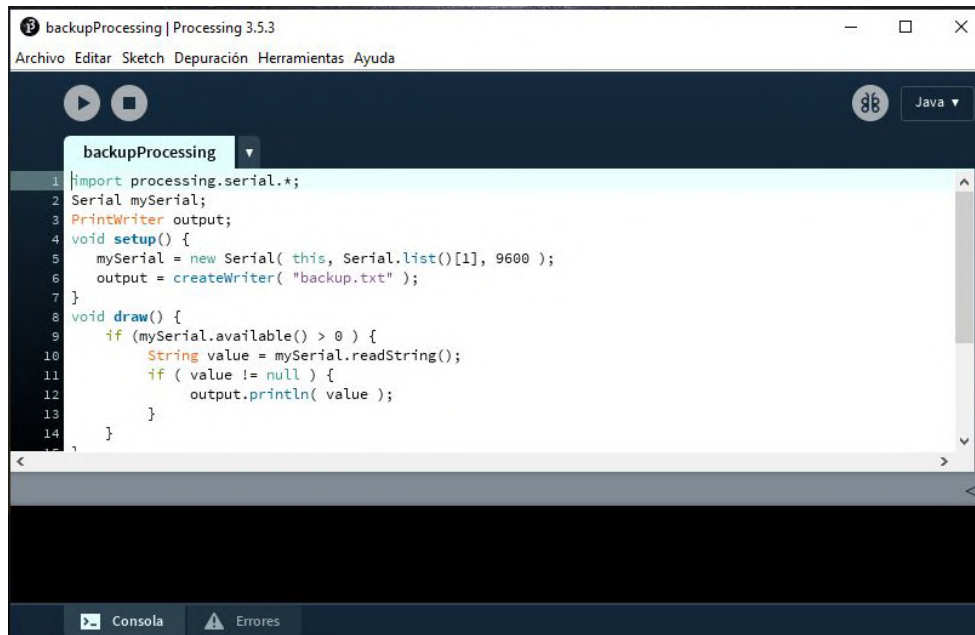 backupProcessing | Processing 3.5.3
Archivo Editar Sketch Depuración Herramientas Ayuda
Java
backupProcessing
1 import processing.serial.*;
2 Serial mySerial;
3 PrintWriter output;
4 void setup() {
5 mySerial = new Serial( this, Serial.list()[1], 9600 );
6 output = createWriter( "backup.txt" );
7 }
8 void draw() {
9 if (mySerial.available() > 0 ) {
10 String value = mySerial.readString();
11 if ( value != null ) {
12 output.println( value );
13 }
14 }
Consola Errores